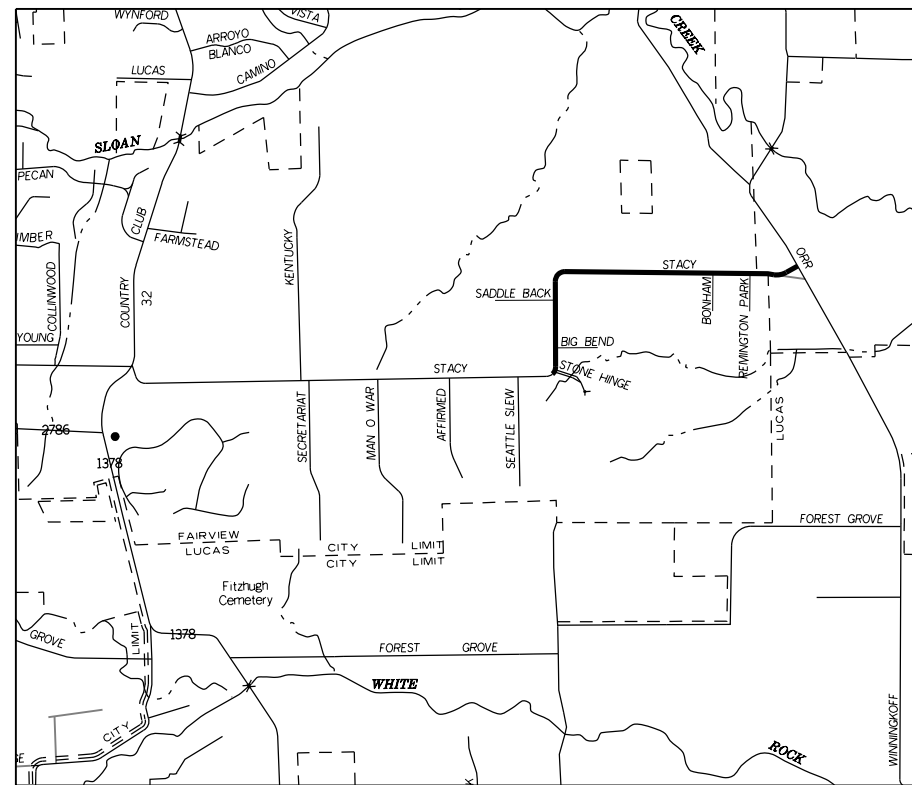 WYNFORD
VISTA
ARROYO
BLANCO
CAMINO
LUCAS
CREEK
SLOAN
PECAN
CLUB
FARMSTEAD
UMBER
COLLINWOOD
COUNTRY
32
KENTUCKY
YOUNG
ORR
STACY
SADDLE BACK
BONHAM
REMINGTON PARK
BIG BEND
STONE HINGE
STACY
SECRETARIAT
MAN O WAR
AFFIRMED
SEATTLE SLEW
LUCAS
2786
1378
FAIRVIEW
LUCAS
CITY LIMIT
CITY LIMIT
FOREST GROVE
Fitzhugh
Cemetery
1378
GROVE
LIMIT
CITY
FOREST GROVE
WHITE
ROCK
WINNINGKOFF
GE
K